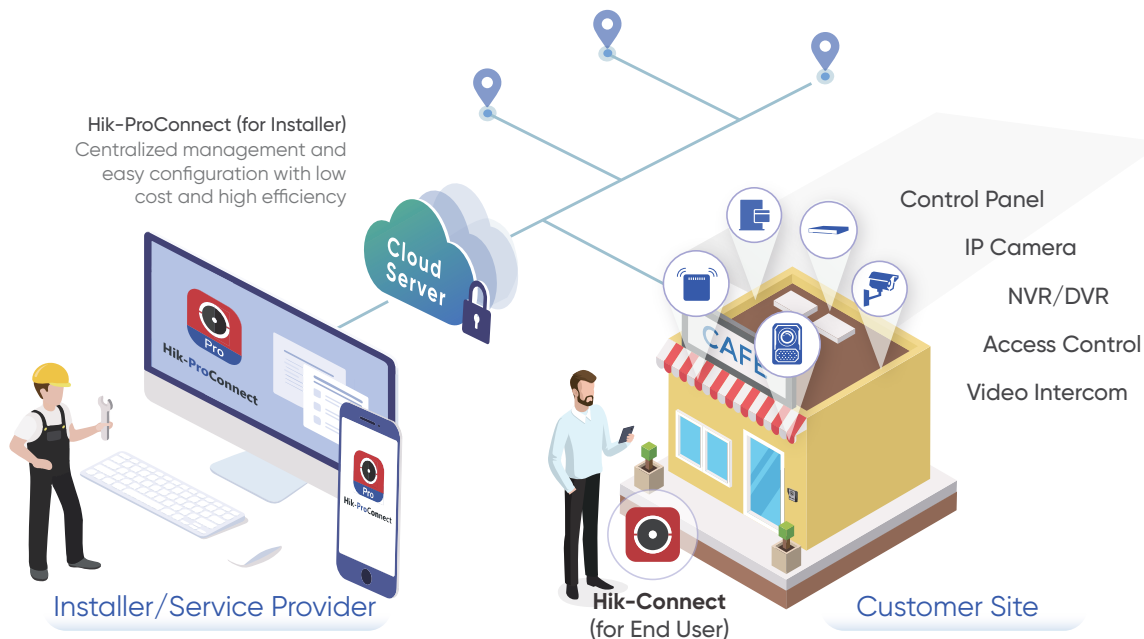 Hik-ProConnect (for Installer)
Centralized management and
easy configuration with low
cost and high efficiency
Cloud
Server
Pro
Hik-ProConnect
Pro
Hik-ProConnect
Installer/Service Provider
CAFE
Control Panel
IP Camera
NVR/DVR
Access Control
Video Intercom
Hik-Connect
(for End User)
Customer Site